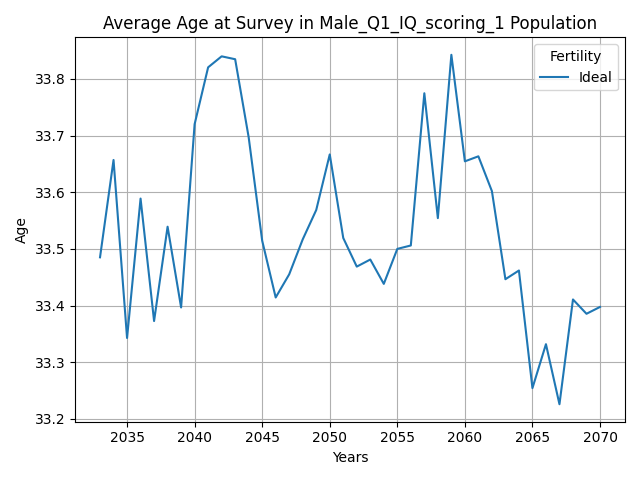 Average Age at Survey in Male_Q1_IQ_scoring_1 Population
Fertility
Ideal
33.8
33.7
33.6
33.5
33.4
33.3
33.2
Age
2035 2040 2045 2050 2055 2060 2065 2070
Years